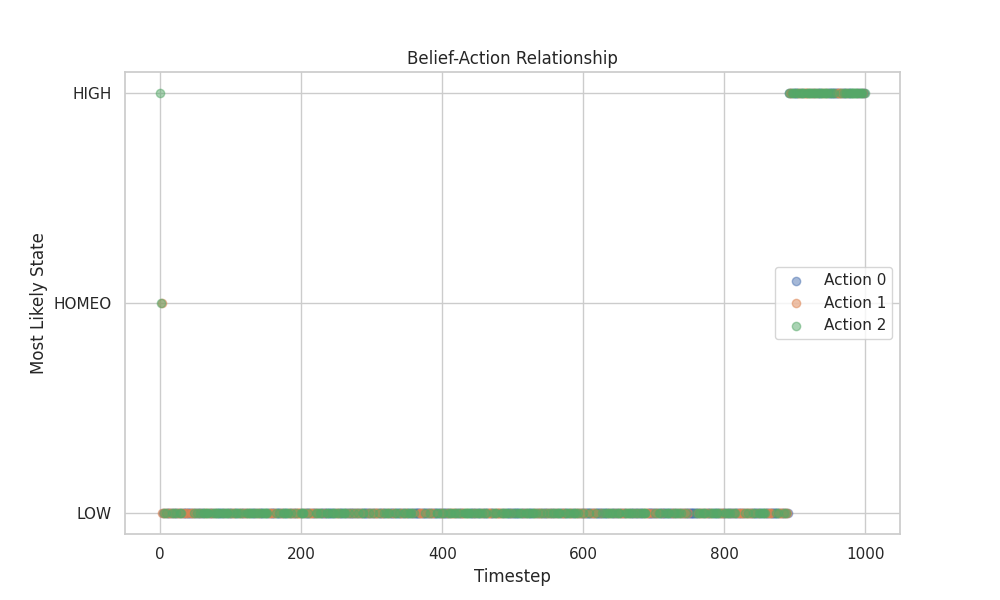 Belief-Action Relationship
HIGH
HOMEO
LOW
Most Likely State
Action 0
Action 1
Action 2
0
200
400
600
800
1000
Timestep